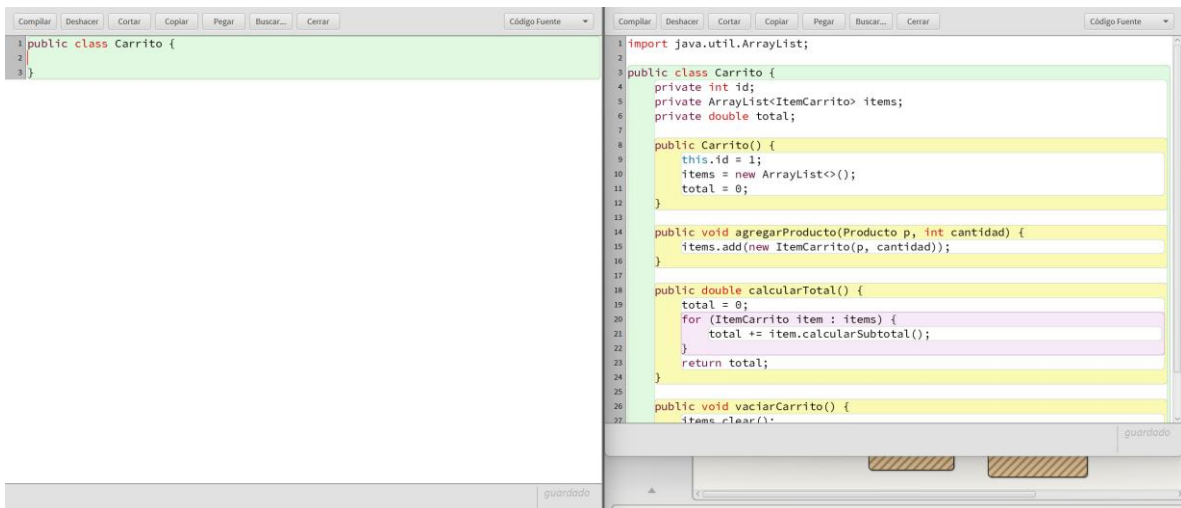 Compilar Deshacer Cortar Copiar Pegar Buscar... Cerrar Código Fuente
1 public class Carrito {
2
3 }
guardado
Compilar Deshacer Cortar Copiar Pegar Buscar... Cerrar Código Fuente
1 import java.util.ArrayList;
2
3 public class Carrito {
4 private int id;
5 private ArrayList<ItemCarrito> items;
6 private double total;
7
8 public Carrito() {
9 this.id = 1;
10 items = new ArrayList<>();
11 total = 0;
12 }
13
14 public void agregarProducto(Producto p, int cantidad) {
15 items.add(new ItemCarrito(p, cantidad));
16 }
17
18 public double calcularTotal() {
19 total = 0;
20 for (ItemCarrito item : items) {
21 total += item.calcularSubtotal();
22 }
23 return total;
24 }
25
26 public void vaciarCarrito() {
27 items.clear();
guardado